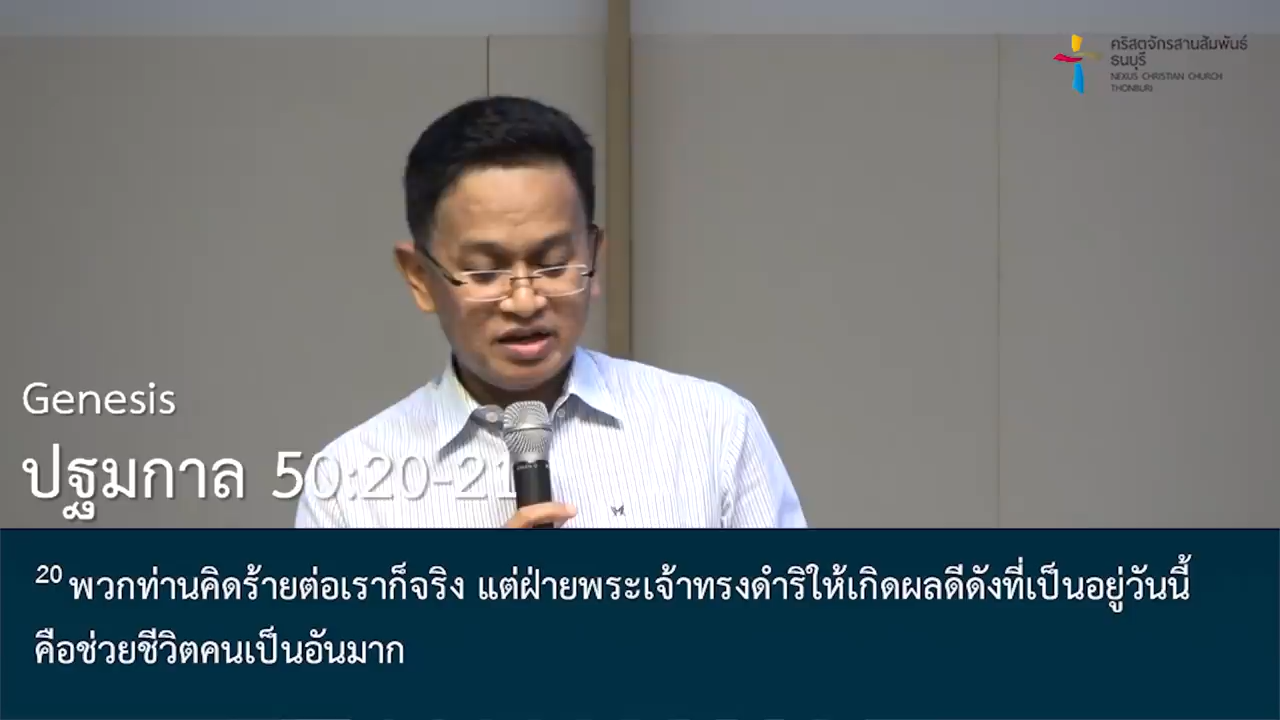 คริสตจักรสานสัมพันธ์
ธนบุรี
NEXUS CHRISTIAN CHURCH
THONBURI
Genesis
ปฐมกาล 50:20-21
20 พวกท่านคิดร้ายต่อเราก็จริง แต่ฝ่ายพระเจ้าทรงดำริให้เกิดผลดีดังที่เป็นอยู่วันนี้
คือช่วยชีวิตคนเป็นอันมาก